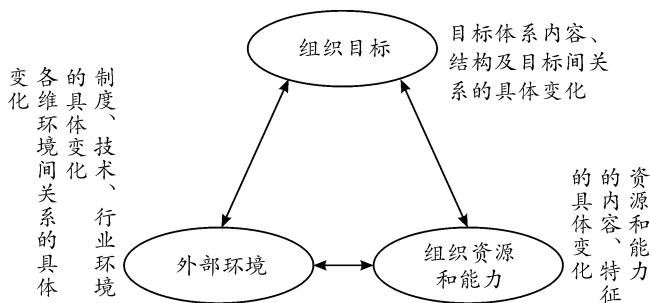 组织目标
目标体系内容、
结构及目标间关
系的具体变化
制度、技术、行业环境
的具体变化
各维环境间关系的具体
变化
外部环境
组织资源
和能力
资源和能力
的内容、特征
的具体变化